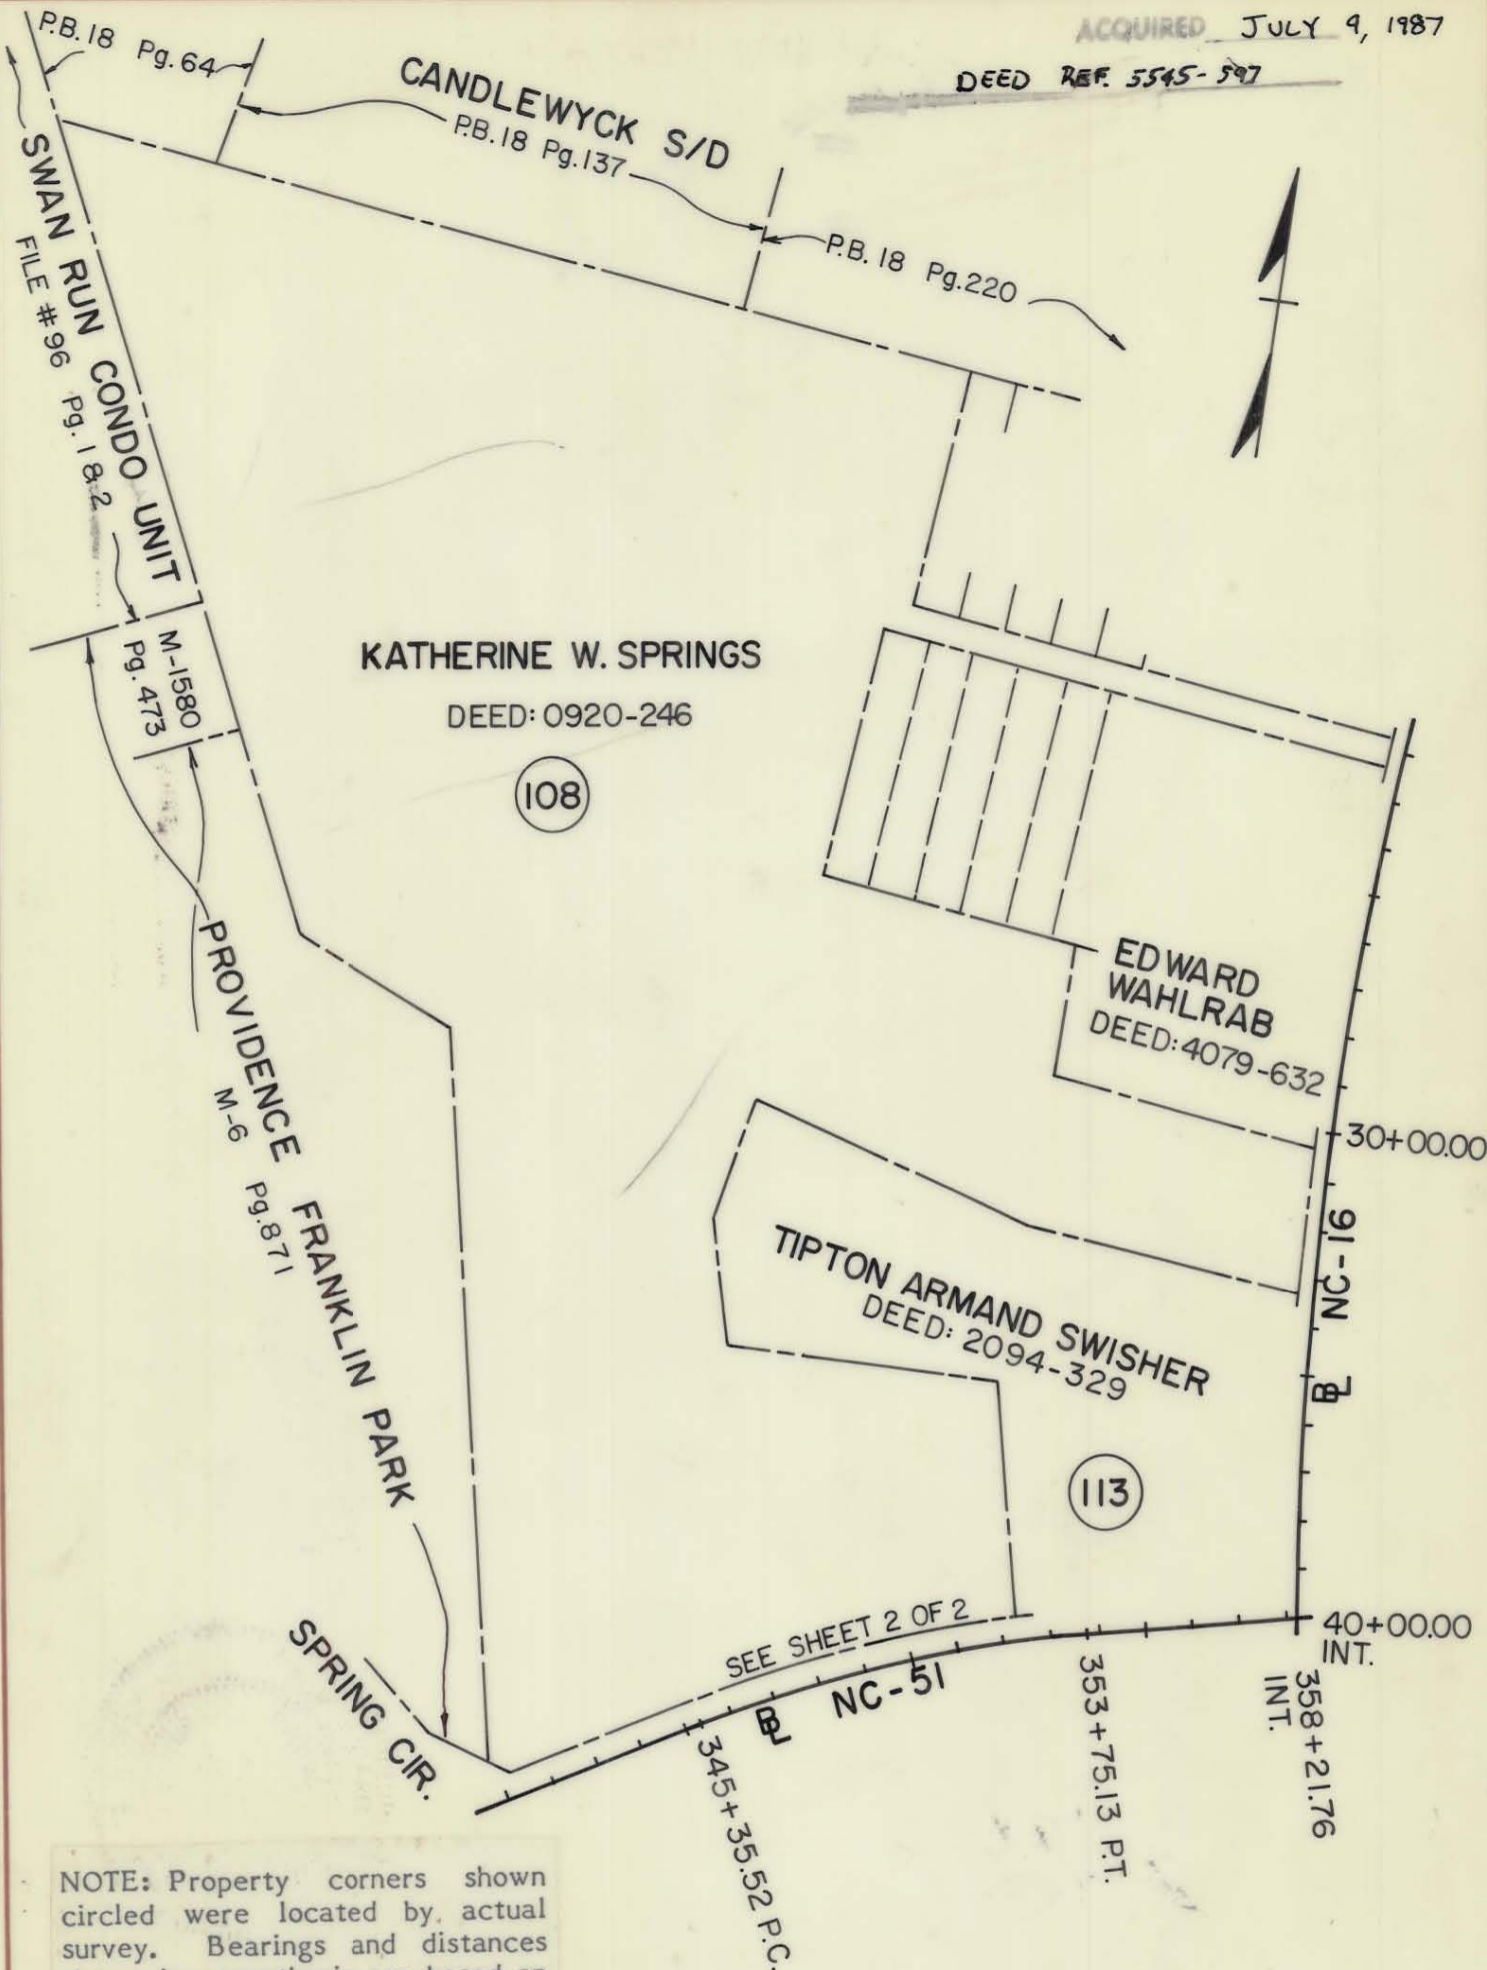 ACQUIRED JULY 9, 1987
DEED REF. 5545-597
P.B. 18 Pg. 64
CANDLEWYCK S/D
P.B. 18 Pg. 137
P.B. 18 Pg. 220
SWAN RUN CONDO UNIT
FILE #96 Pg. 1 & 2
M-1580
Pg. 473
KATHERINE W. SPRINGS
DEED: 0920-246
108
EDWARD
WAHLRAB
DEED: 4079-632
PROVIDENCE FRANKLIN PARK
M-6 Pg. 871
30+00.00
NC-16
BL
TIPTON ARMAND SWISHER
DEED: 2094-329
113
SEE SHEET 2 OF 2
40+00.00
INT.
SPRING CIR.
NC-51
BL
345+35.52 P.C.
353+75.13 P.T.
358+21.76
INT.
NOTE: Property corners shown
circled were located by actual
survey. Bearings and distances